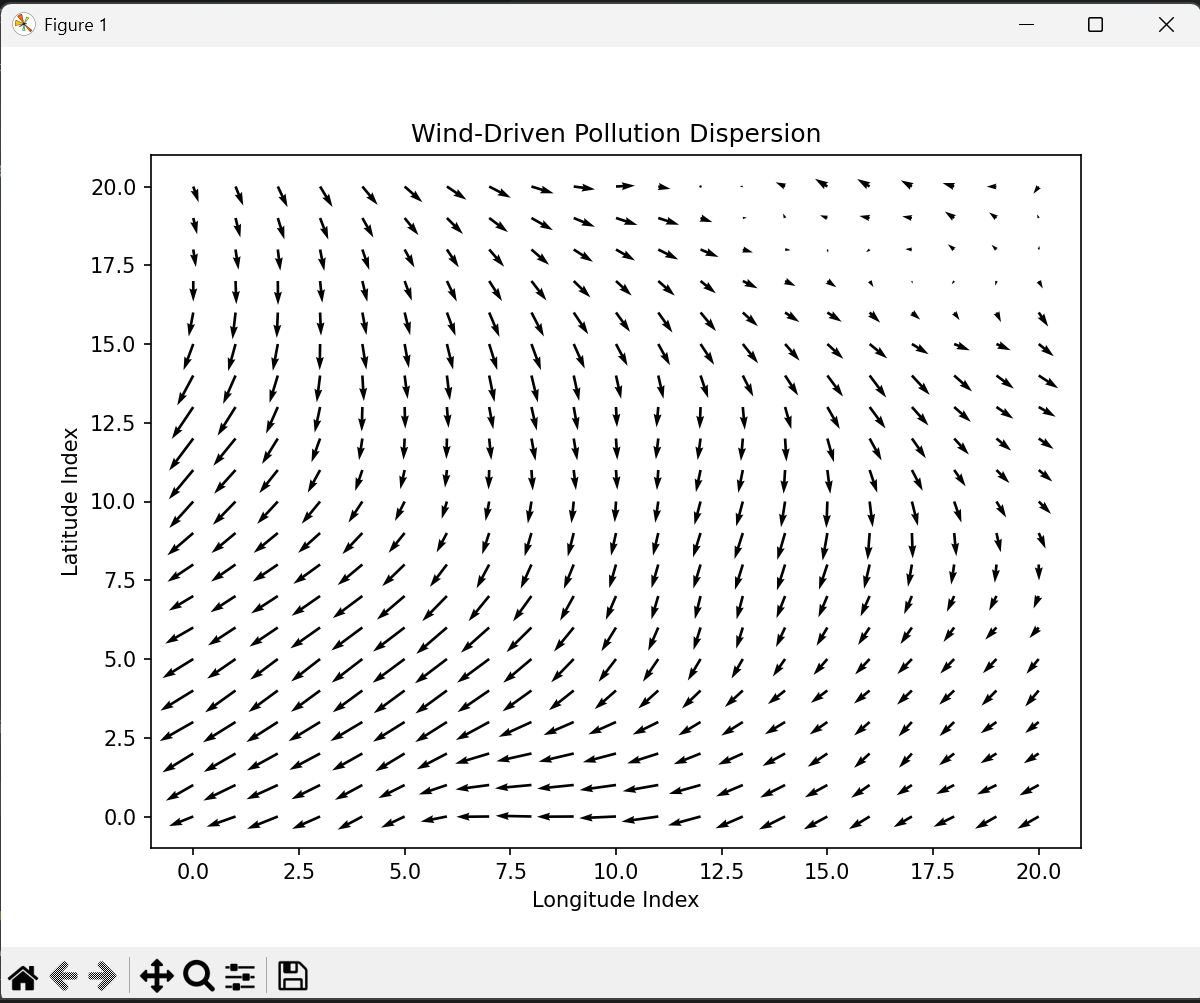 Figure 1
Wind-Driven Pollution Dispersion
20.0
17.5
15.0
12.5
10.0
7.5
5.0
2.5
0.0
Latitude Index
0.0 2.5 5.0 7.5 10.0 12.5 15.0 17.5 20.0
Longitude Index